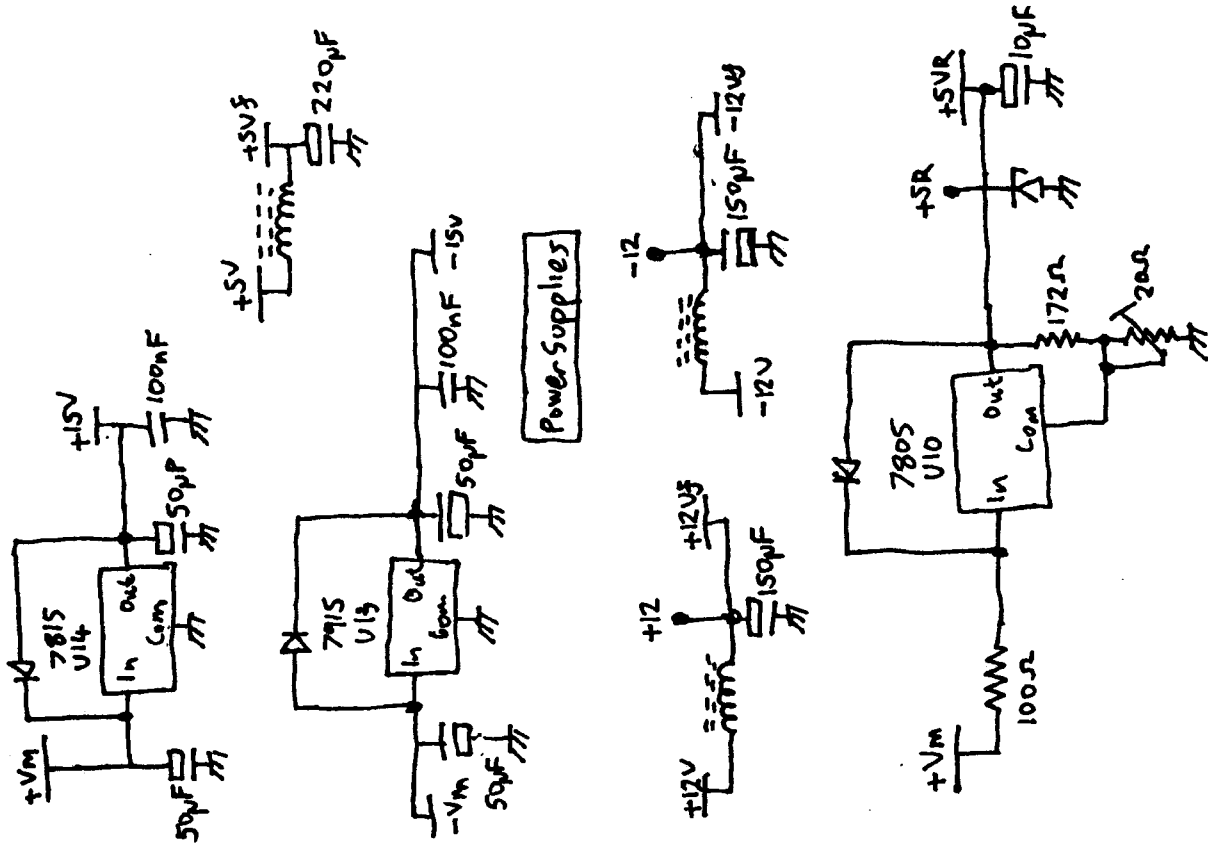 +Vm
50µF
7815
U14
In
Out
Com
50µF
+15V
100nF
+5V
+5Vf
220µF
-Vm
50µF
7915
U13
In
Out
Com
50µF
100nF
-15V
Power Supplies
+12V
+12
+12Vf
150µF
-12V
-12
-12Vf
150µF
+Vm
100Ω
7805
U10
In
Out
Com
172Ω
20Ω
+5R
+5VR
10µF